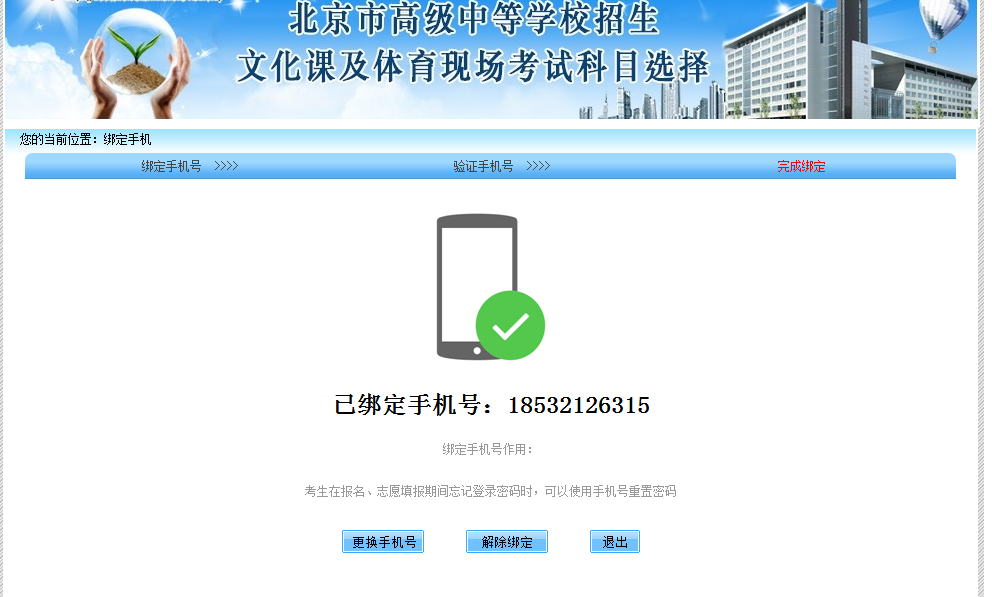 北京市高级中等学校招生
文化课及体育现场考试科目选择
您的当前位置：绑定手机
绑定手机号 >>>> 验证手机号 >>>> 完成绑定
已绑定手机号：18532126315
绑定手机号作用：
考生在报名、志愿填报期间忘记登录密码时，可以使用手机号重置密码
更换手机号 解除绑定 退出